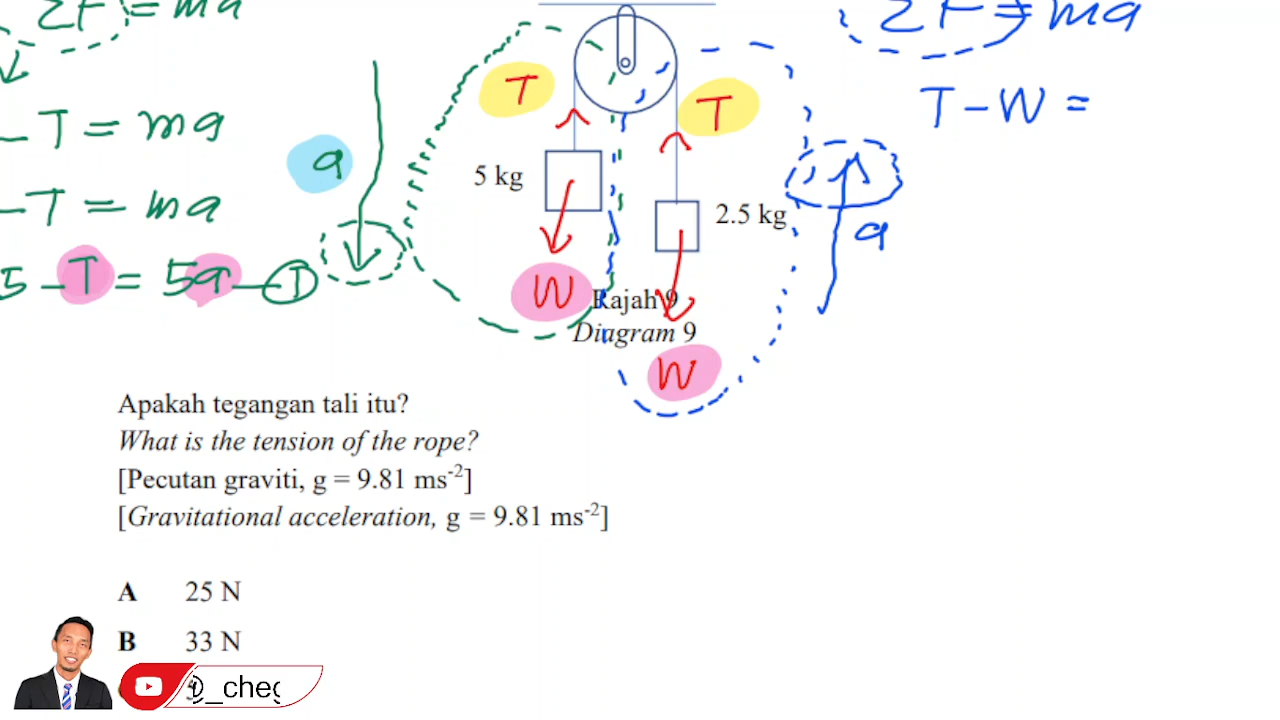 ΣF = ma
ΣF = ma
T
T
T - W =
- T = ma
a
5 kg
- T = ma
2.5 kg
a
5 - T = 5a - I
W
Rajah 9
Diagram 9
W
Apakah tegangan tali itu?
What is the tension of the rope?
[Pecutan graviti, g = 9.81 ms⁻²]
[Gravitational acceleration, g = 9.81 ms⁻²]
A 25 N
B 33 N
@_cheg